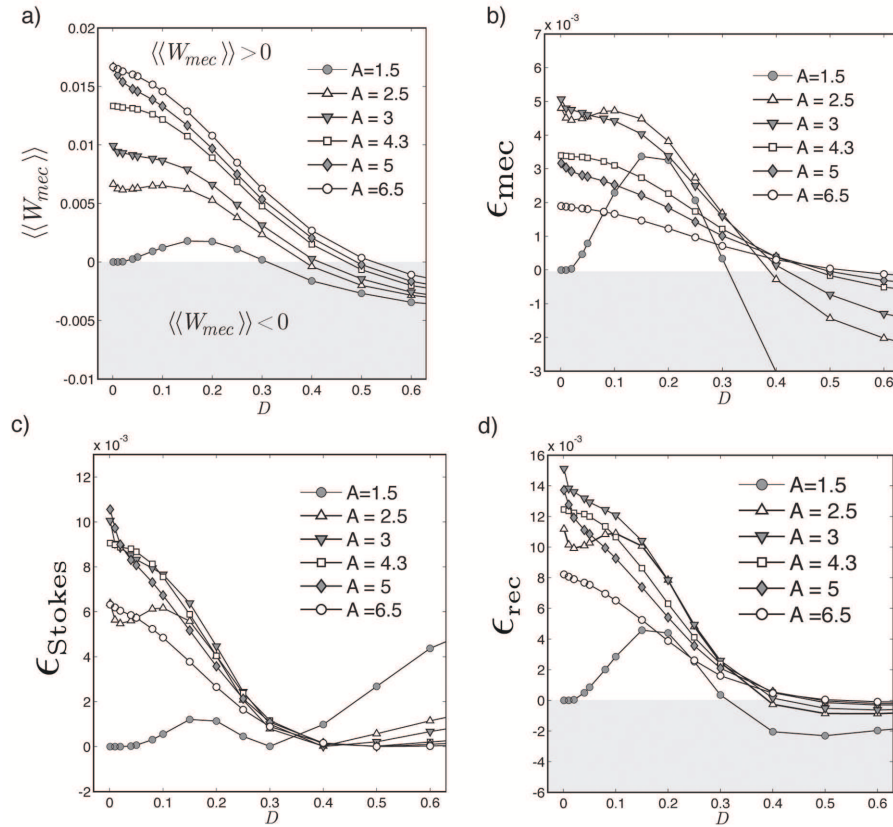 a)
⟨⟨W_mec⟩⟩
0.02
0.015
0.01
0.005
0
-0.005
-0.01
⟨⟨W_mec⟩⟩>0
⟨⟨W_mec⟩⟩<0
A=1.5
A = 2.5
A = 3
A = 4.3
A = 5
A =6.5
0 0.1 0.2 0.3 0.4 0.5 0.6
D
b)
x 10⁻³
ϵmec
6
5
4
3
2
1
0
-1
-2
-3
A=1.5
A = 2.5
A = 3
A = 4.3
A = 5
A =6.5
0 0.1 0.2 0.3 0.4 0.5 0.6
D
c)
x 10⁻³
ϵStokes
12
10
8
6
4
2
0
-2
A=1.5
A = 2.5
A = 3
A = 4.3
A = 5
A =6.5
0 0.1 0.2 0.3 0.4 0.5 0.6
D
d)
x 10⁻³
ϵrec
16
14
12
10
8
6
4
2
0
-2
-4
-6
A=1.5
A = 2.5
A = 3
A = 4.3
A = 5
A =6.5
0 0.1 0.2 0.3 0.4 0.5 0.6
D